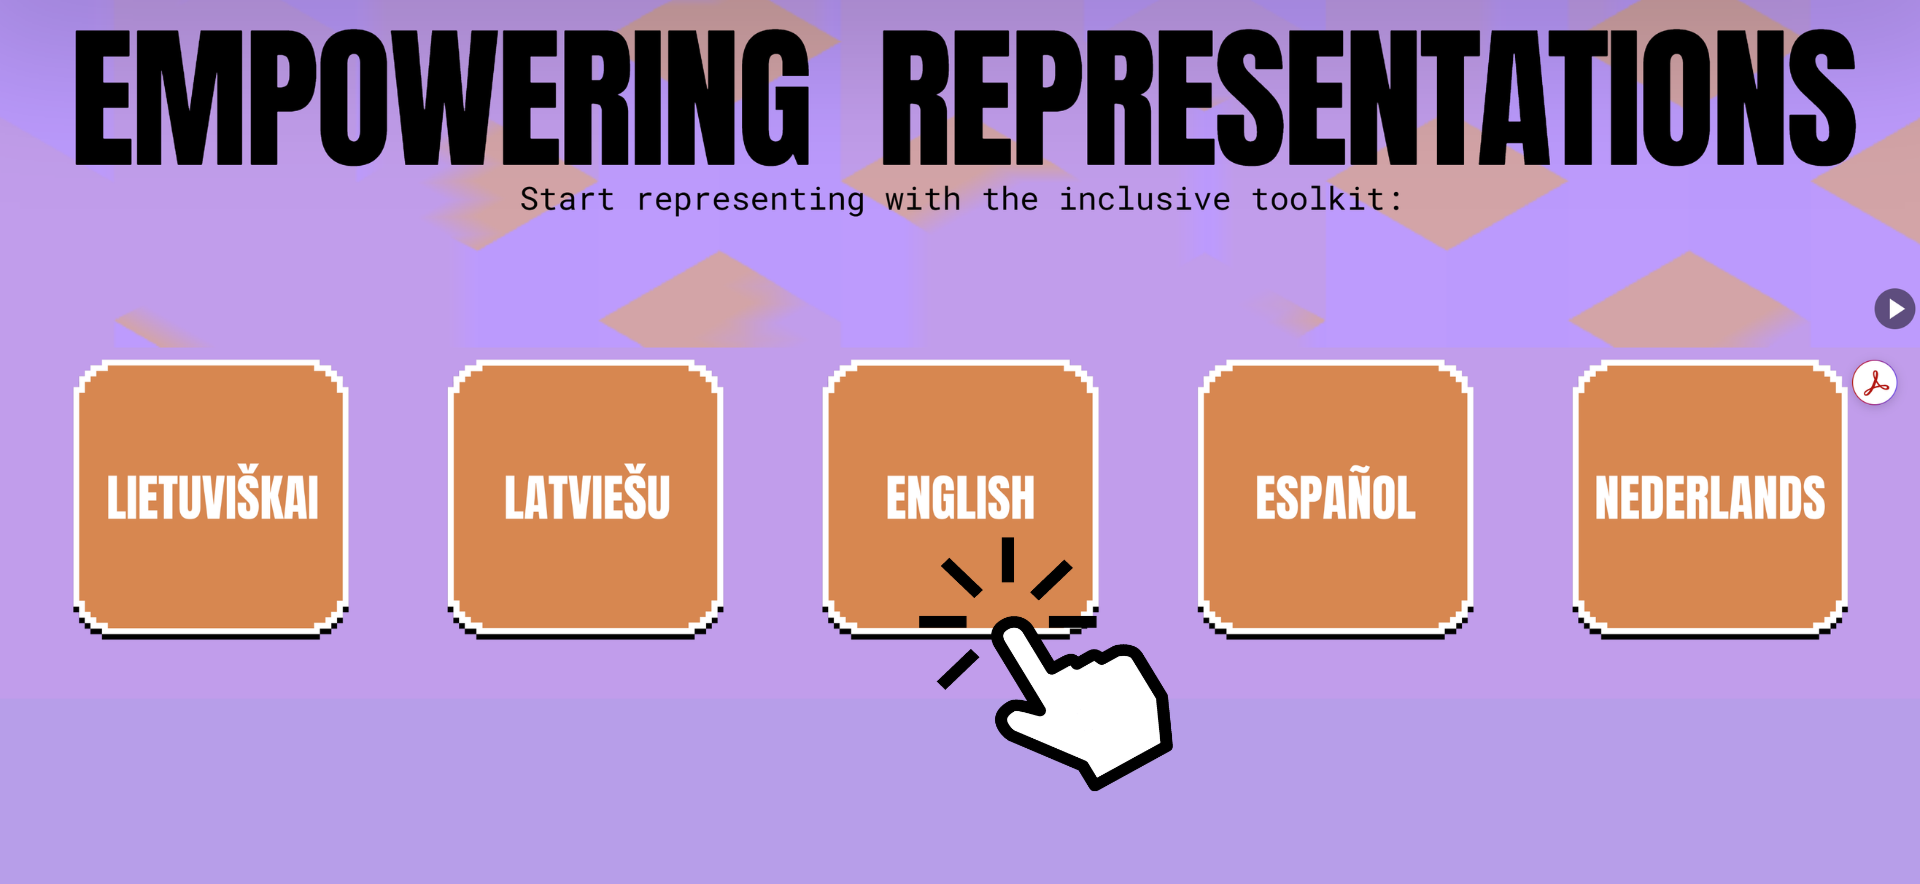 EMPOWERING REPRESENTATIONS
Start representing with the inclusive toolkit:
LIETUVIŠKAI
LATVIEŠU
ENGLISH
ESPAÑOL
NEDERLANDS